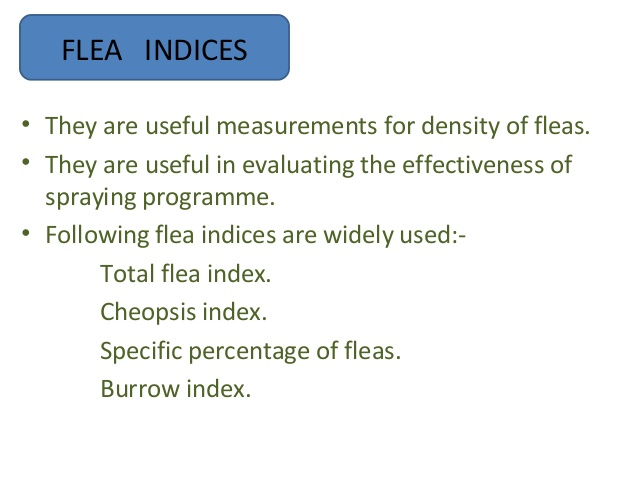 FLEA INDICES
• They are useful measurements for density of fleas.
• They are useful in evaluating the effectiveness of
spraying programme.
• Following flea indices are widely used:-
Total flea index.
Cheopsis index.
Specific percentage of fleas.
Burrow index.